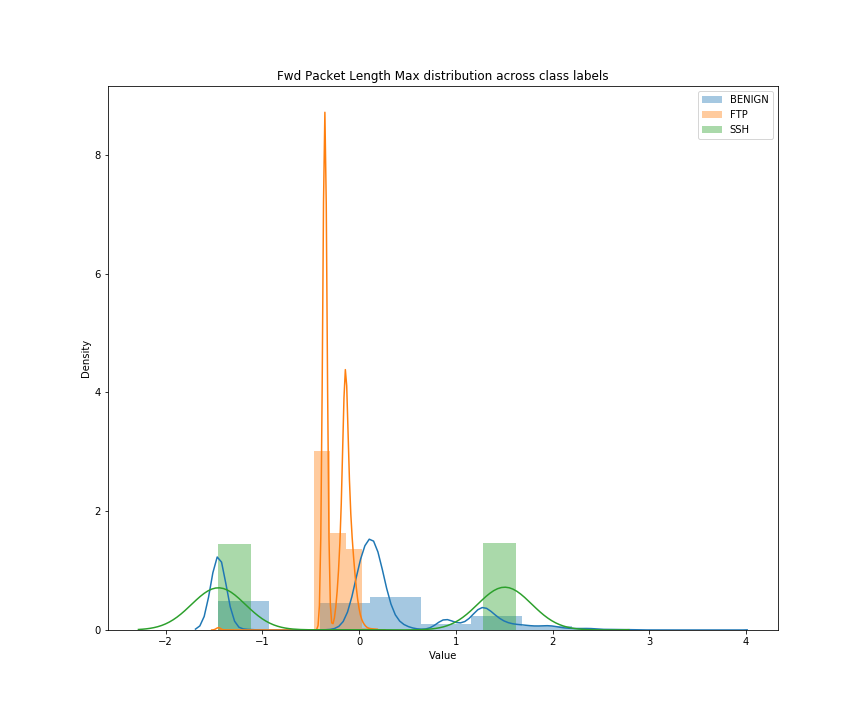 Fwd Packet Length Max distribution across class labels
BENIGN
FTP
SSH
Density
8
6
4
2
0
−2
−1
0
1
2
3
4
Value